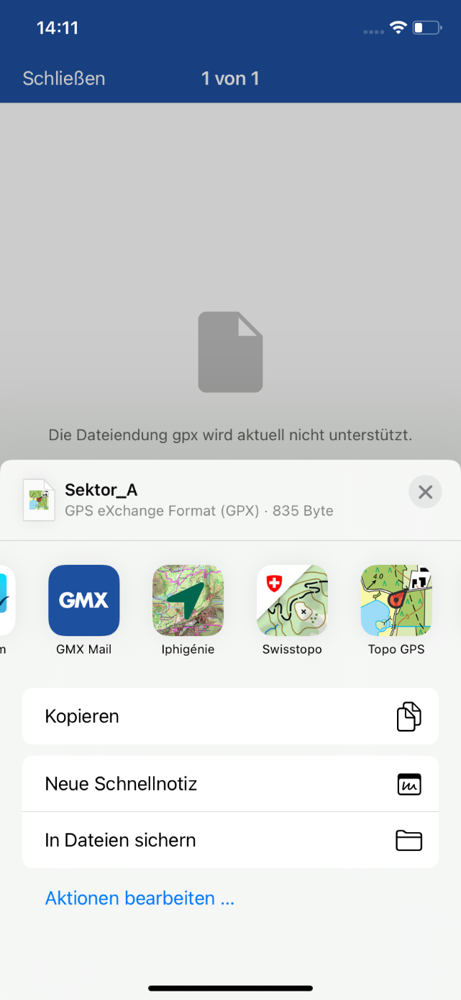 14:11
Schließen
1 von 1
Die Dateiendung gpx wird aktuell nicht unterstützt.
Sektor_A
GPS eXchange Format (GPX) · 835 Byte
GMX
4.0
5
m
GMX Mail
Iphigénie
Swisstopo
Topo GPS
Kopieren
Neue Schnellnotiz
In Dateien sichern
Aktionen bearbeiten ...